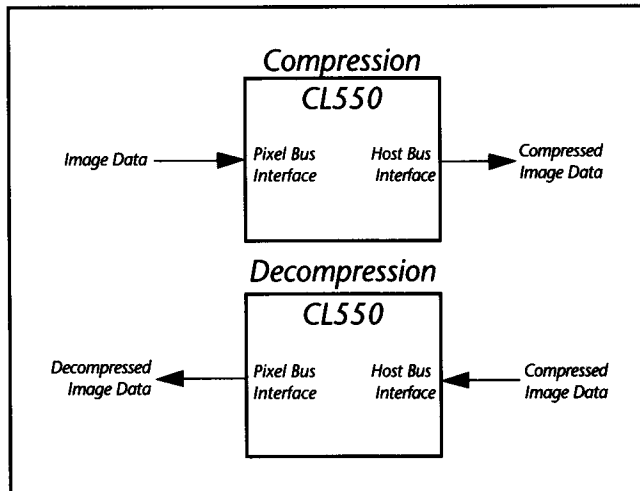 Compression
CL550
Image Data
Pixel Bus Interface
Host Bus Interface
Compressed Image Data
Decompression
CL550
Decompressed Image Data
Pixel Bus Interface
Host Bus Interface
Compressed Image Data